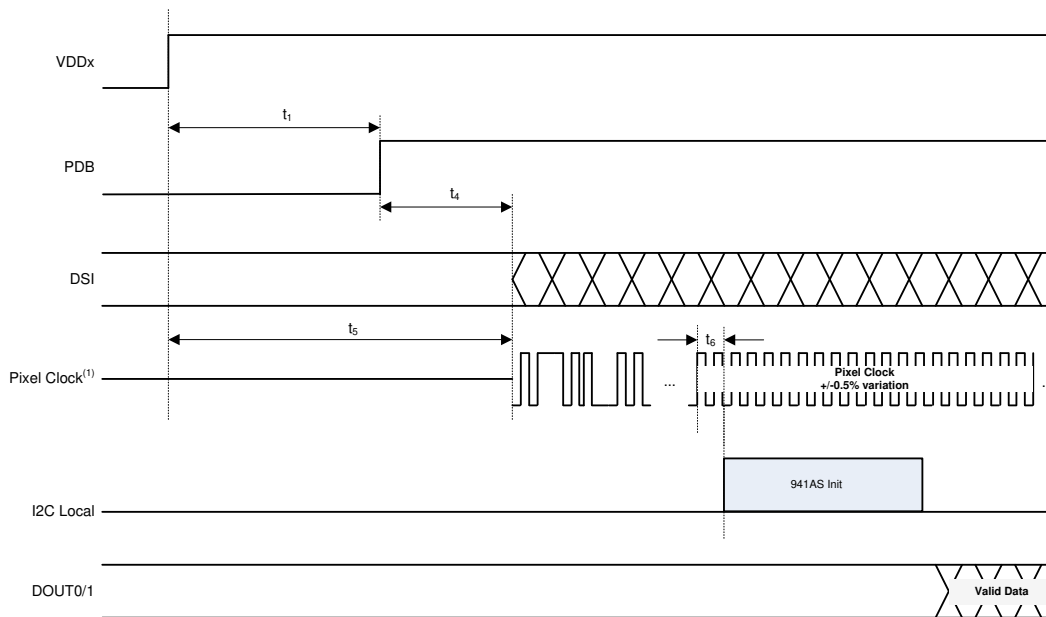 VDDx
t1
PDB
t4
DSI
t5
t6
Pixel Clock(1)
...
Pixel Clock
+/-0.5% variation
..
941AS Init
I2C Local
DOUT0/1
Valid Data